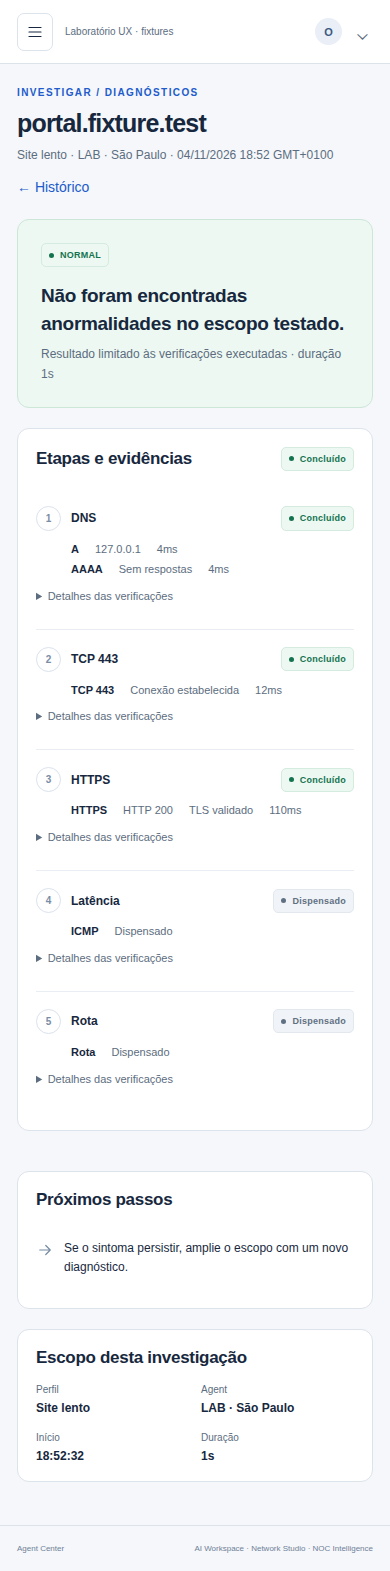 Laboratório UX · fixtures
O
INVESTIGAR / DIAGNÓSTICOS
portal.fixture.test
Site lento · LAB · São Paulo · 04/11/2026 18:52 GMT+0100
← Histórico
NORMAL
Não foram encontradas
anormalidades no escopo testado.
Resultado limitado às verificações executadas · duração
1s
Etapas e evidências
Concluído
1
DNS
Concluído
A 127.0.0.1 4ms
AAAA Sem respostas 4ms
Detalhes das verificações
2
TCP 443
Concluído
TCP 443 Conexão estabelecida 12ms
Detalhes das verificações
3
HTTPS
Concluído
HTTPS HTTP 200 TLS validado 110ms
Detalhes das verificações
4
Latência
Dispensado
ICMP Dispensado
Detalhes das verificações
5
Rota
Dispensado
Rota Dispensado
Detalhes das verificações
Próximos passos
Se o sintoma persistir, amplie o escopo com um novo
diagnóstico.
Escopo desta investigação
Perfil
Site lento
Agent
LAB · São Paulo
Início
18:52:32
Duração
1s
Agent Center
AI Workspace · Network Studio · NOC Intelligence